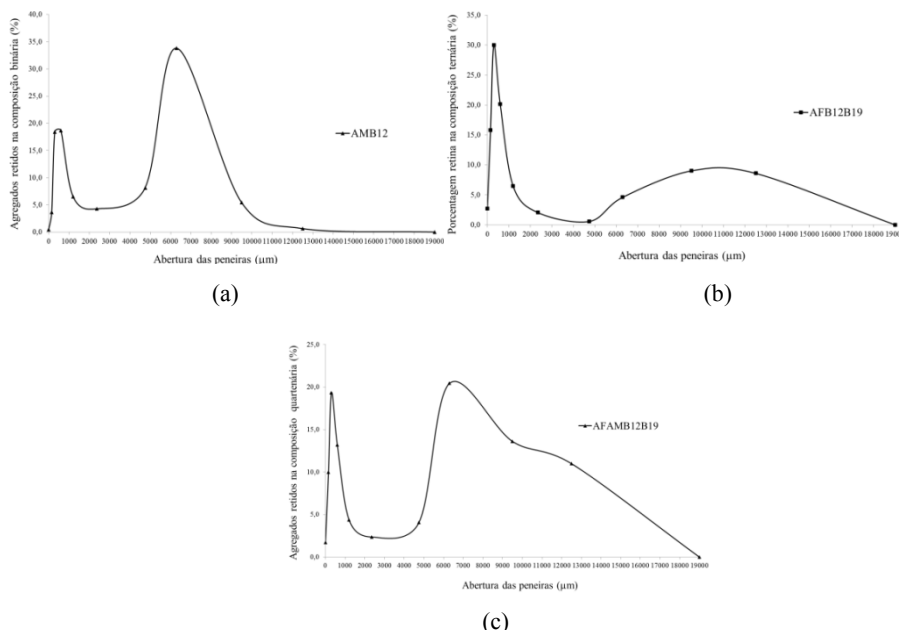 Agregados retidos na composição binária (%)
40,0
35,0
30,0
25,0
20,0
15,0
10,0
5,0
0,0
0 1000 2000 3000 4000 5000 6000 7000 8000 9000 10000 11000 12000 13000 14000 15000 16000 17000 18000 19000
Abertura das peneiras (µm)
AMB12
(a)
Porcentagem retina na composição ternária (%)
35,0
30,0
25,0
20,0
15,0
10,0
5,0
0,0
0 1000 2000 3000 4000 5000 6000 7000 8000 9000 10000 11000 12000 13000 14000 15000 16000 17000 18000 1900
Abertura das peneiras (µm)
AFB12B19
(b)
Agregados retidos na composição quartenária (%)
25,0
20,0
15,0
10,0
5,0
0,0
0 1000 2000 3000 4000 5000 6000 7000 8000 9000 10000 11000 12000 13000 14000 15000 16000 17000 18000 19000
Abertura das peneiras (µm)
AFAMB12B19
(c)